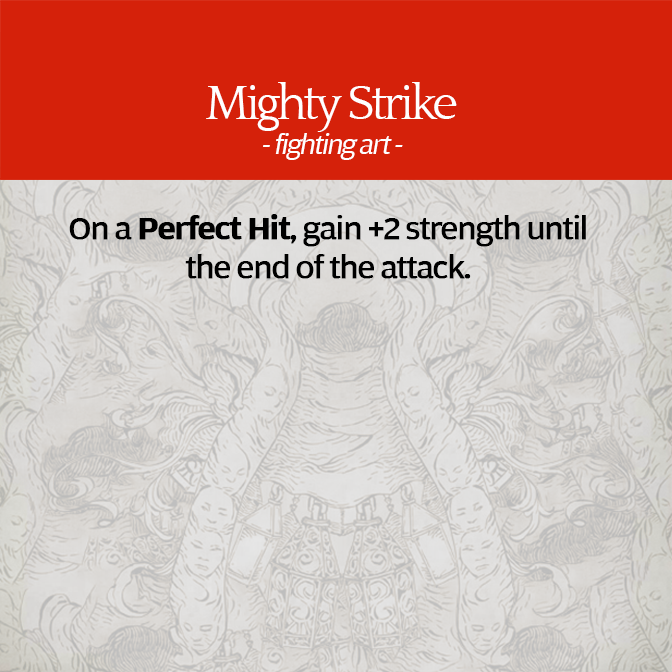 Mighty Strike
- fighting art -
On a Perfect Hit, gain +2 strength until
the end of the attack.